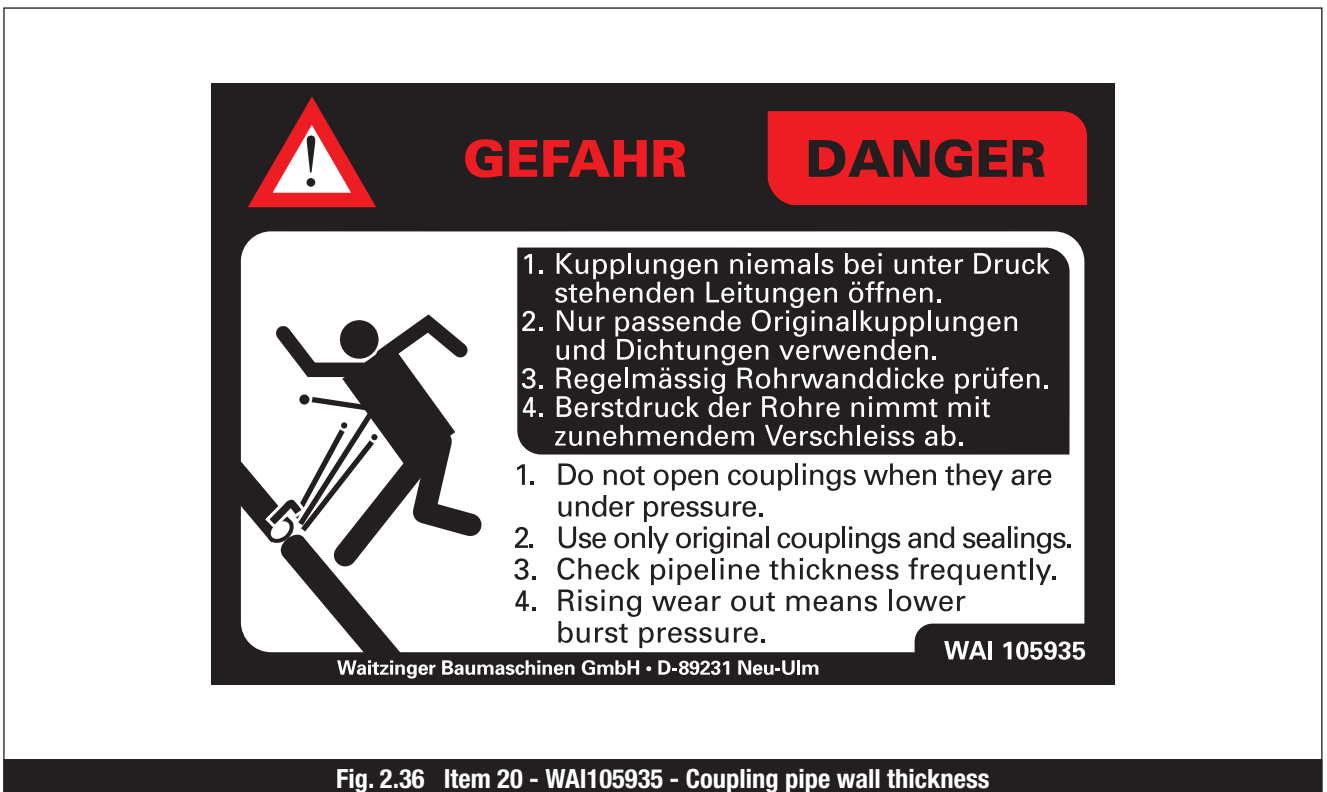 !
GEFAHR
DANGER
1. Kupplungen niemals bei unter Druck
stehenden Leitungen öffnen.
2. Nur passende Originalkupplungen
und Dichtungen verwenden.
3. Regelmässig Rohrwanddicke prüfen.
4. Berstdruck der Rohre nimmt mit
zunehmendem Verschleiss ab.
1. Do not open couplings when they are
under pressure.
2. Use only original couplings and sealings.
3. Check pipeline thickness frequently.
4. Rising wear out means lower
burst pressure.
WAI 105935
Waitzinger Baumaschinen GmbH • D-89231 Neu-Ulm
Fig. 2.36 Item 20 - WAI105935 - Coupling pipe wall thickness